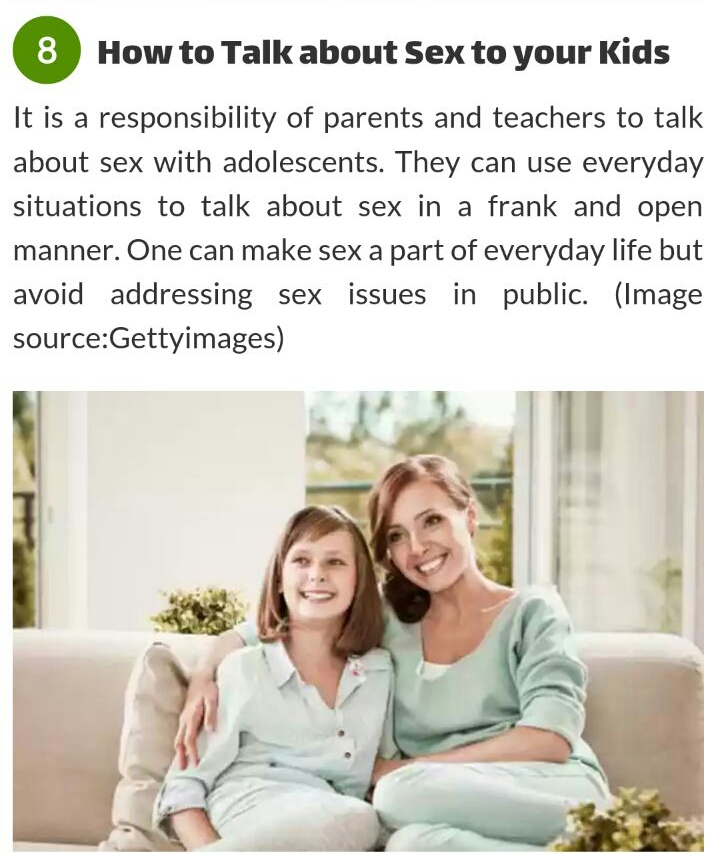 8 How to Talk about Sex to your Kids
It is a responsibility of parents and teachers to talk
about sex with adolescents. They can use everyday
situations to talk about sex in a frank and open
manner. One can make sex a part of everyday life but
avoid addressing sex issues in public. (Image
source:Gettyimages)